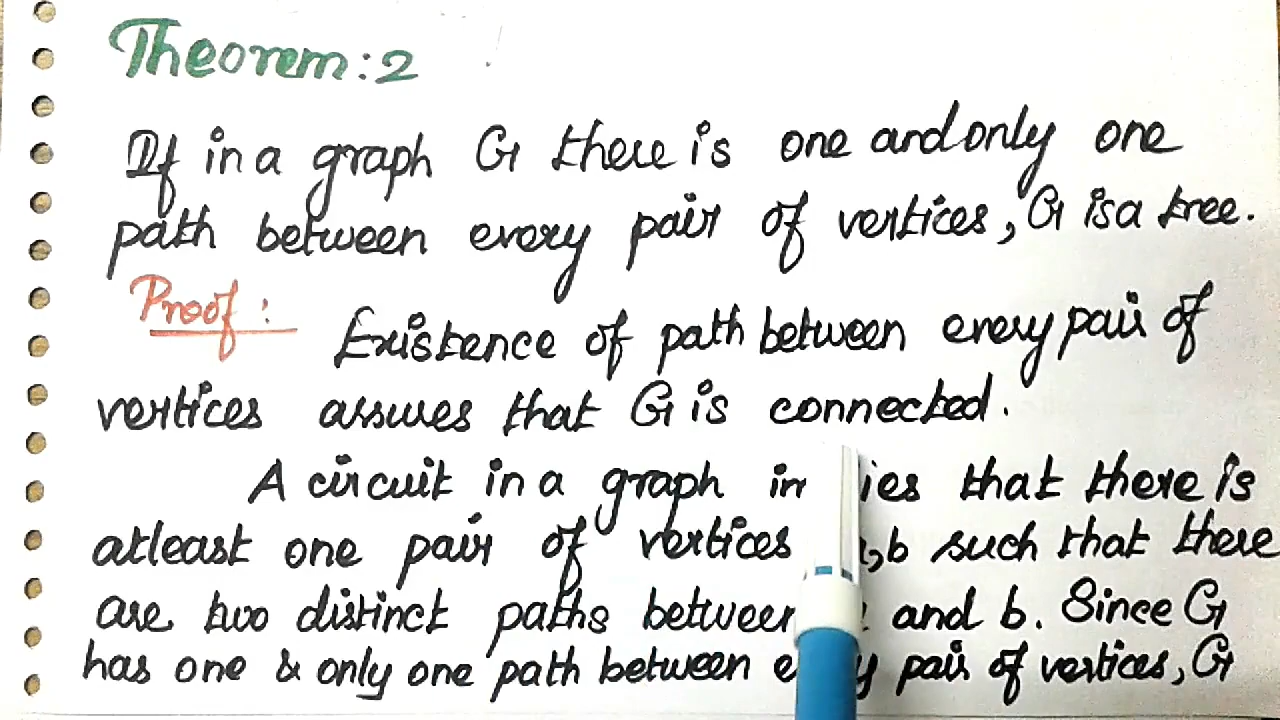 Theorem:2
If in a graph G there is one and only one
path between every pair of vertices, G is a tree.
Proof:
Existence of path between every pair of
vertices assures that G is connected.
A circuit in a graph that there is
atleast one pair of vertices ,b such that there
are two distinct paths between and b. Since G
has one & only one path between pair of vertices, G